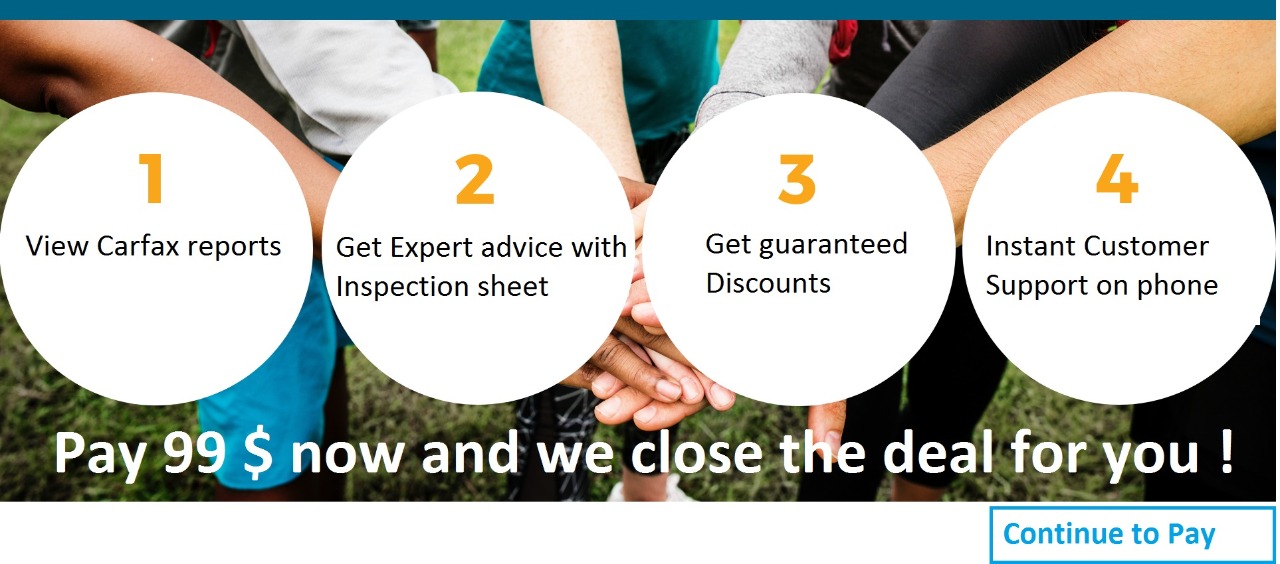 1
View Carfax reports
2
Get Expert advice with
Inspection sheet
3
Get guaranteed
Discounts
4
Instant Customer
Support on phone
Pay 99 $ now and we close the deal for you !
Continue to Pay